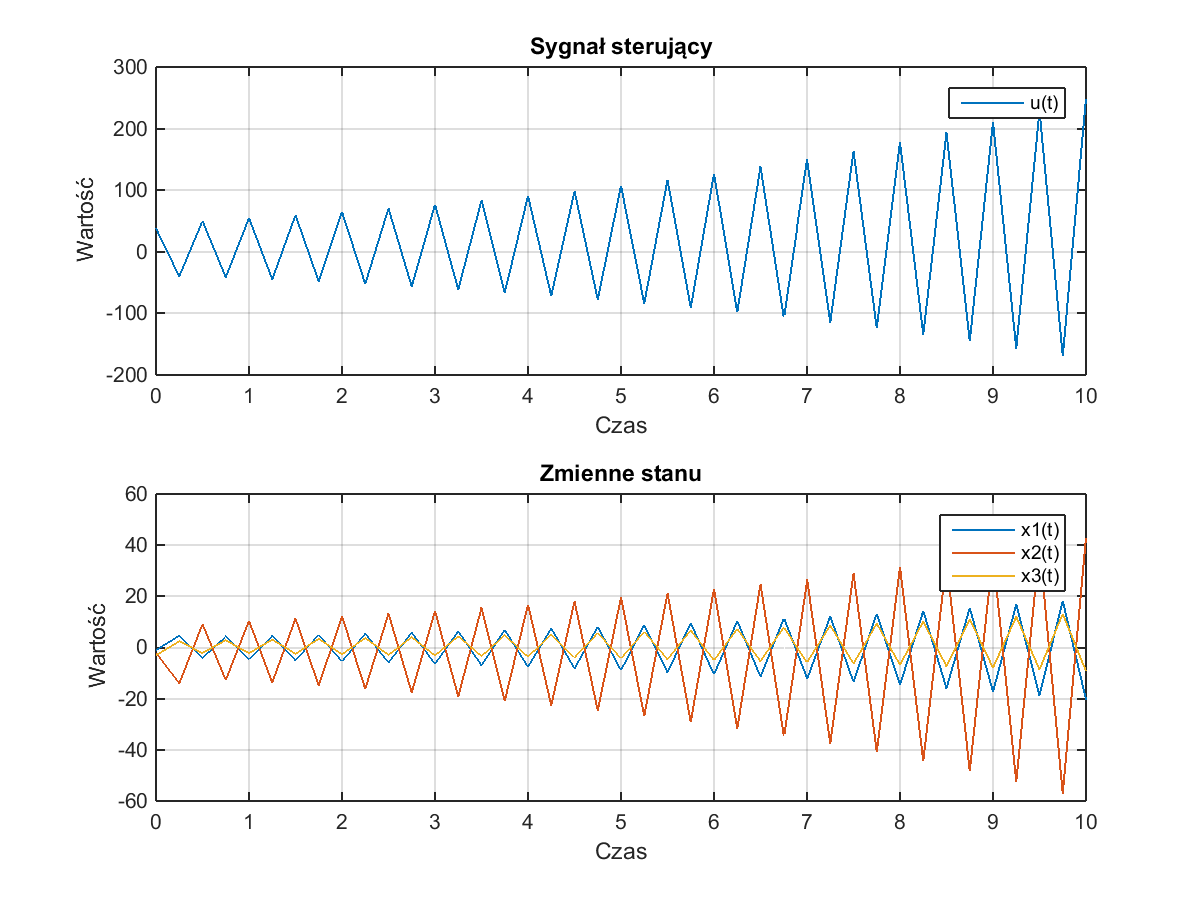 Sygnał sterujący
300
200
100
0
-100
-200
Wartość
u(t)
0 1 2 3 4 5 6 7 8 9 10
Czas
Zmienne stanu
60
40
20
0
-20
-40
-60
Wartość
x1(t)
x2(t)
x3(t)
0 1 2 3 4 5 6 7 8 9 10
Czas